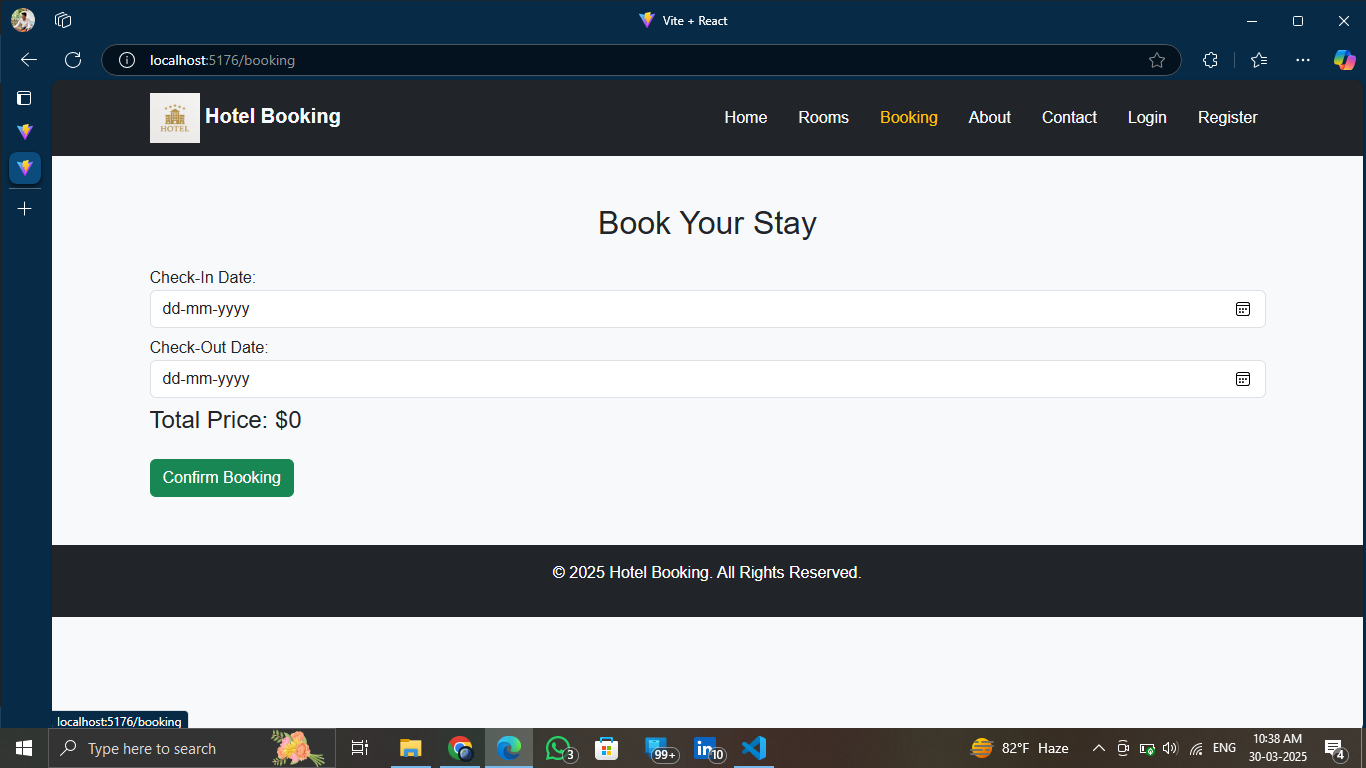 Vite + React
localhost:5176/booking
HOTEL
Hotel Booking
Home
Rooms
Booking
About
Contact
Login
Register
Book Your Stay
Check-In Date:
dd-mm-yyyy
Check-Out Date:
dd-mm-yyyy
Total Price: $0
Confirm Booking
© 2025 Hotel Booking. All Rights Reserved.
localhost:5176/booking
Type here to search
3
99+
in
10
82°F Haze
ENG
10:38 AM
30-03-2025
4